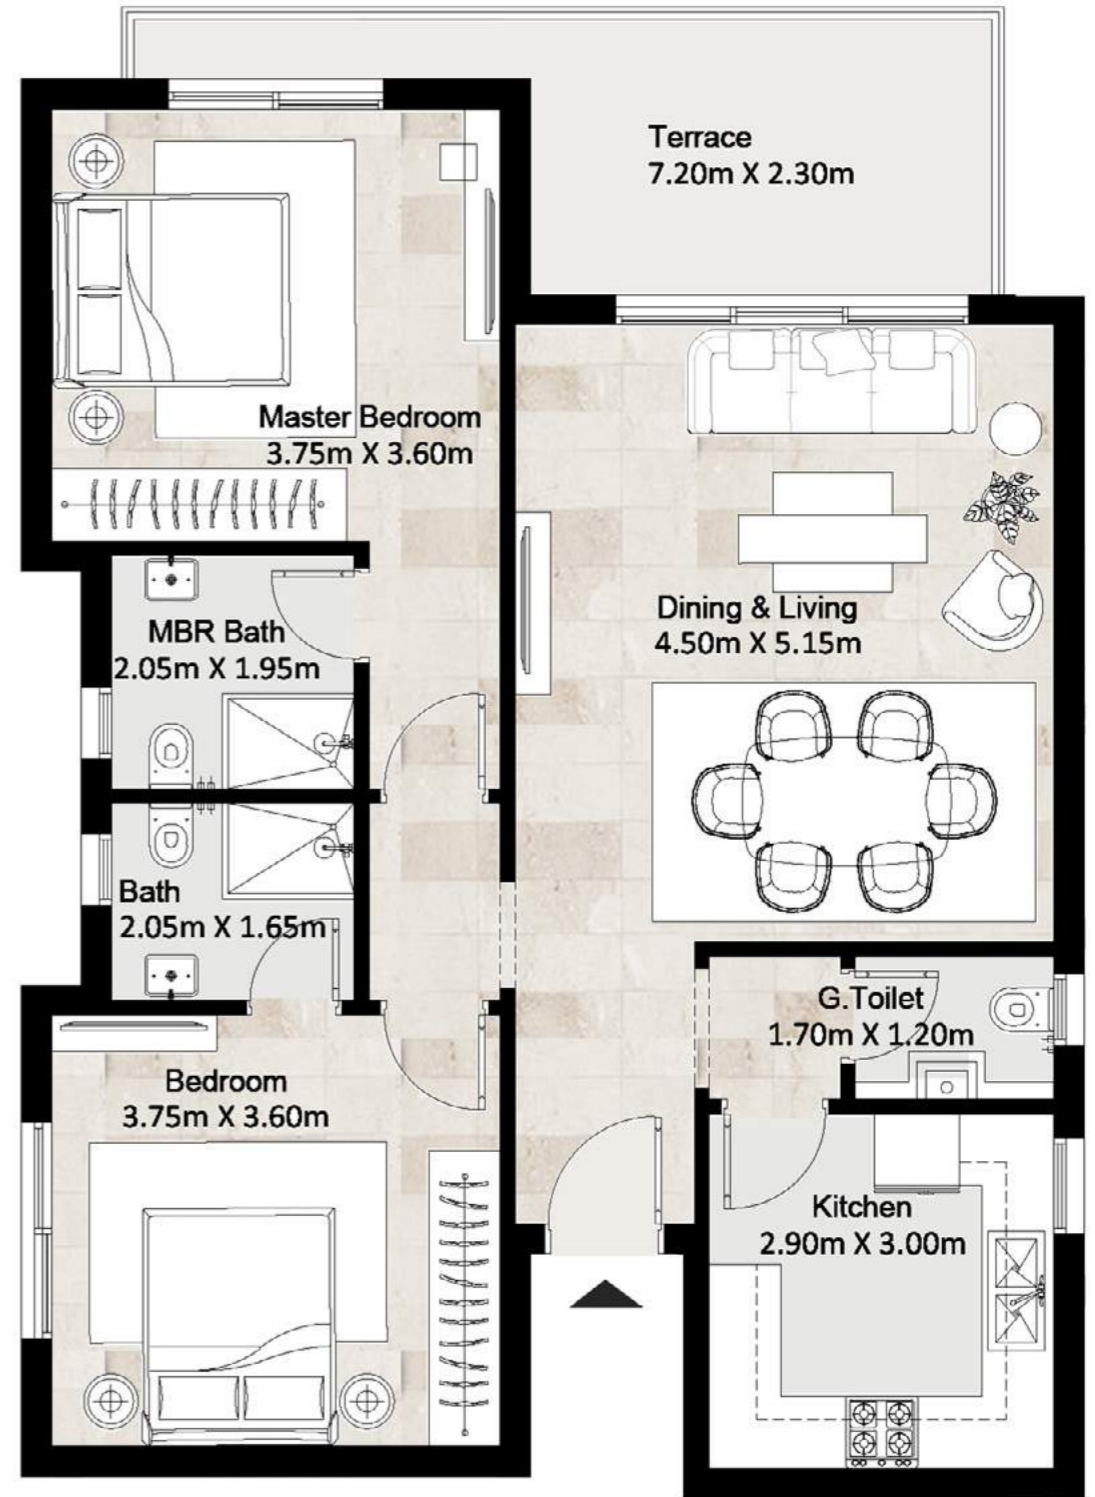 Terrace
7.20m X 2.30m
Master Bedroom
3.75m X 3.60m
Dining & Living
4.50m X 5.15m
MBR Bath
2.05m X 1.95m
Bath
2.05m X 1.65m
G.Toilet
1.70m X 1.20m
Bedroom
3.75m X 3.60m
Kitchen
2.90m X 3.00m